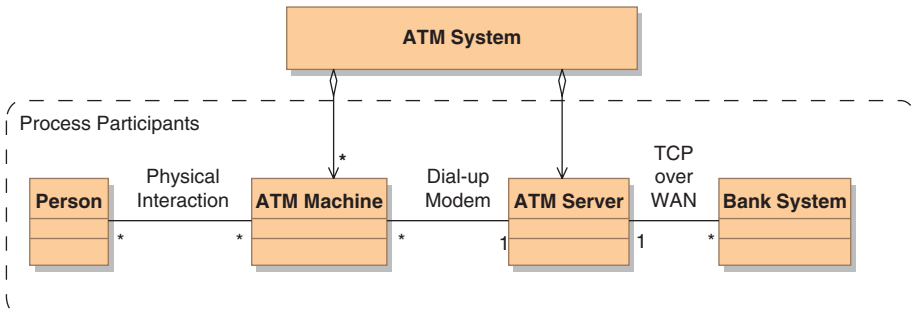 ATM System
Process Participants
*
Physical
Interaction
Dial-up
Modem
TCP
over
WAN
Person
ATM Machine
ATM Server
Bank System
*
*
*
1
1
*